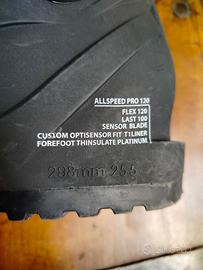 ALLSPEED PRO 120
FLEX 120
LAST 100
SENSOR BLADE
CUSTOM OPTISENSOR FIT T1 LINER
FOREFOOT THINSULATE PLATINUM
298mm 25.5